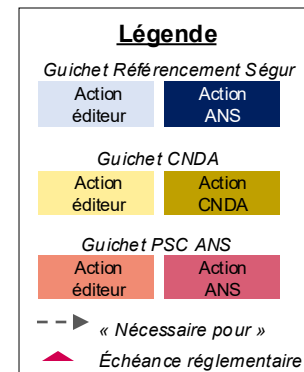 Légende
Guichet Référencement Ségur
Action éditeur
Action ANS
Guichet CNDA
Action éditeur
Action CNDA
Guichet PSC ANS
Action éditeur
Action ANS
« Nécessaire pour »
Échéance réglementaire